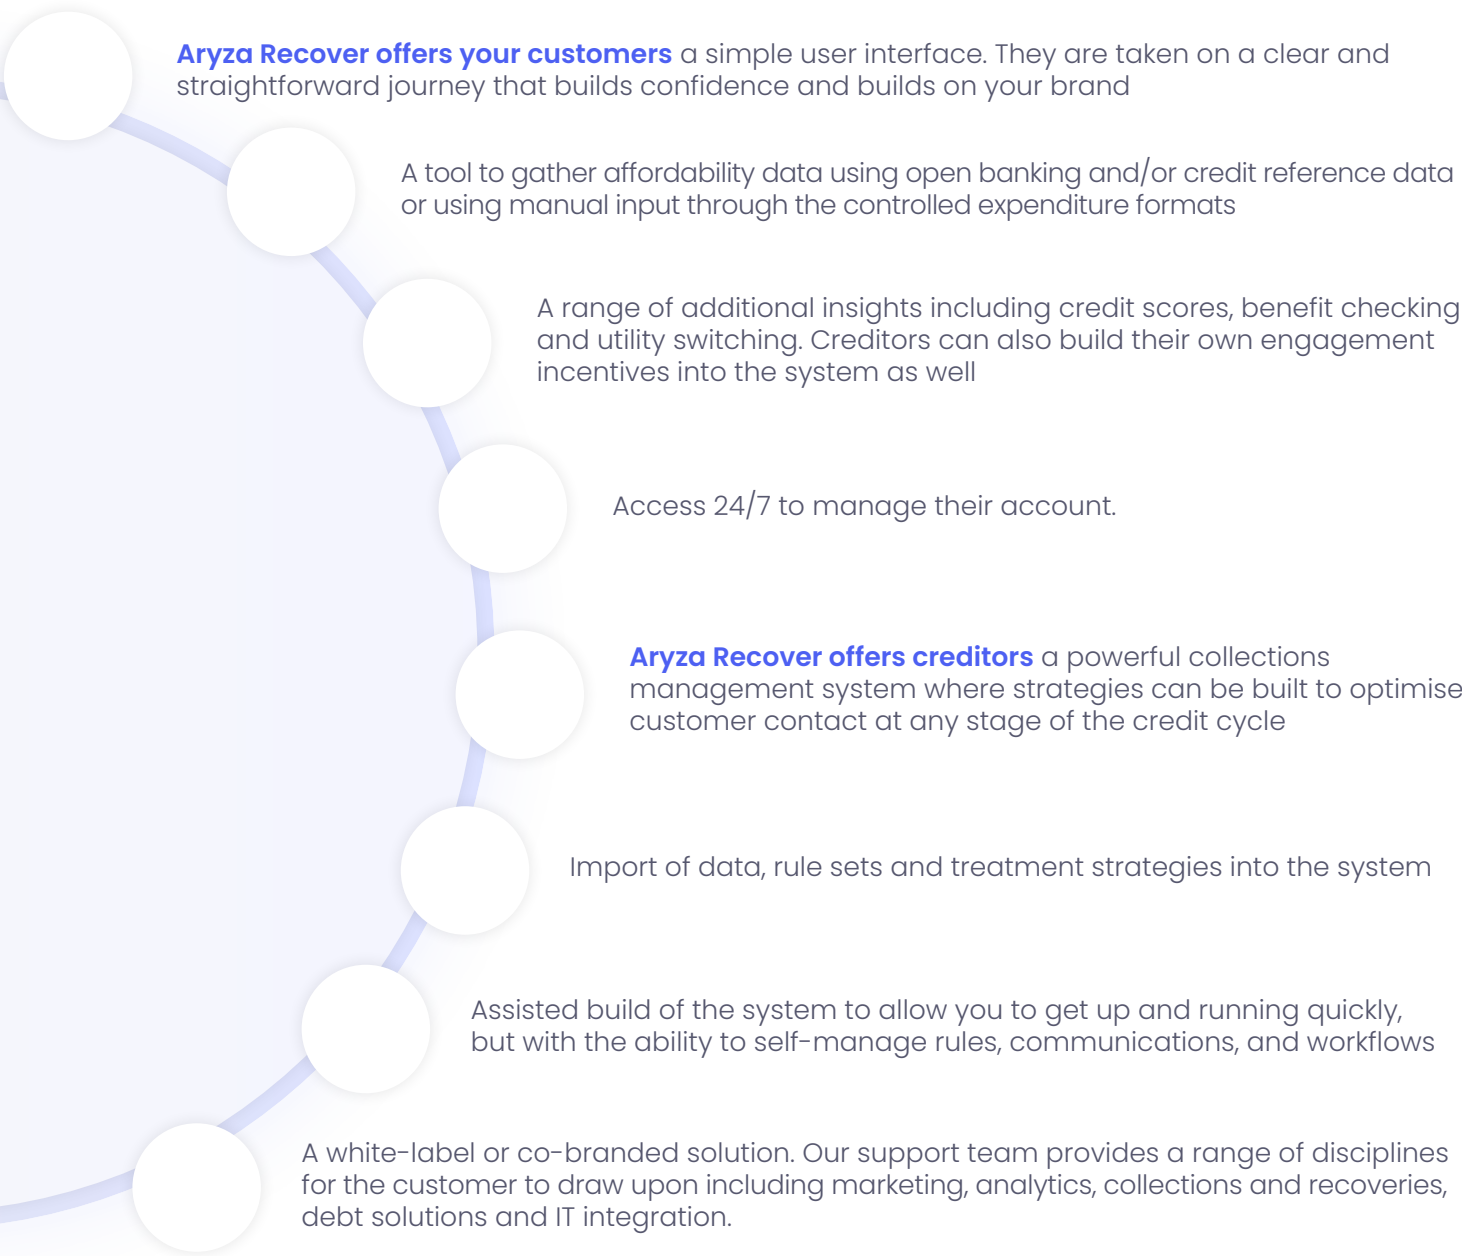 Aryza Recover offers your customers a simple user interface. They are taken on a clear and
straightforward journey that builds confidence and builds on your brand
A tool to gather affordability data using open banking and/or credit reference data
or using manual input through the controlled expenditure formats
A range of additional insights including credit scores, benefit checking
and utility switching. Creditors can also build their own engagement
incentives into the system as well
Access 24/7 to manage their account.
Aryza Recover offers creditors a powerful collections
management system where strategies can be built to optimise
customer contact at any stage of the credit cycle
Import of data, rule sets and treatment strategies into the system
Assisted build of the system to allow you to get up and running quickly,
but with the ability to self-manage rules, communications, and workflows
A white-label or co-branded solution. Our support team provides a range of disciplines
for the customer to draw upon including marketing, analytics, collections and recoveries,
debt solutions and IT integration.